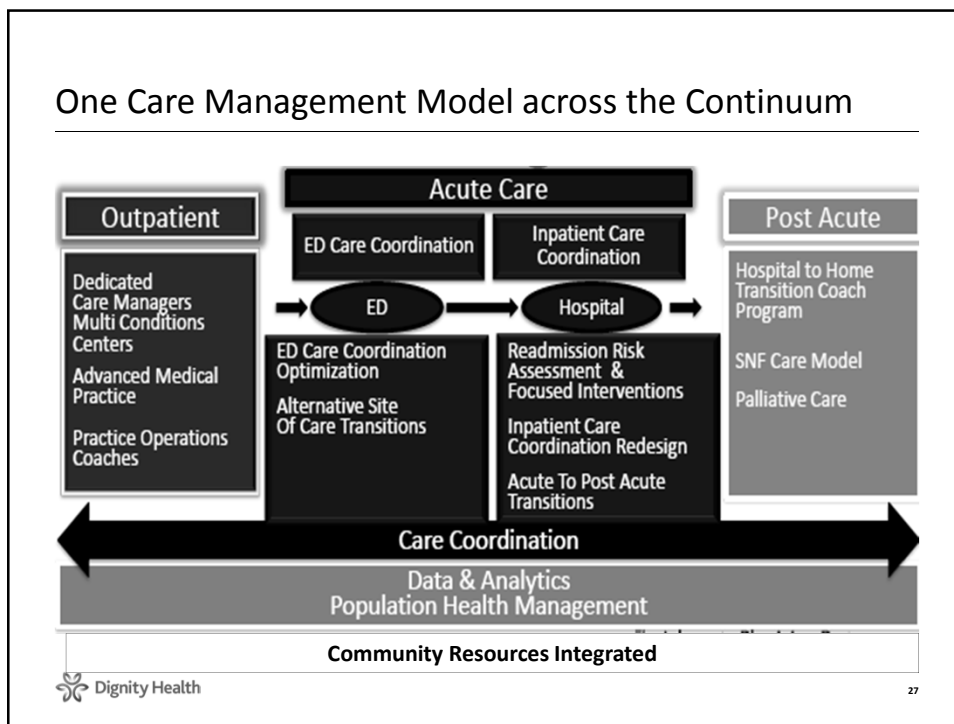 One Care Management Model across the Continuum
Outpatient
Dedicated
Care Managers
Multi Conditions
Centers
Advanced Medical
Practice
Practice Operations
Coaches
Acute Care
ED Care Coordination
Inpatient Care
Coordination
ED
Hospital
ED Care Coordination
Optimization
Alternative Site
Of Care Transitions
Readmission Risk
Assessment &
Focused Interventions
Inpatient Care
Coordination Redesign
Acute To Post Acute
Transitions
Post Acute
Hospital to Home
Transition Coach
Program
SNF Care Model
Palliative Care
Care Coordination
Data & Analytics
Population Health Management
Community Resources Integrated
Dignity Health
27